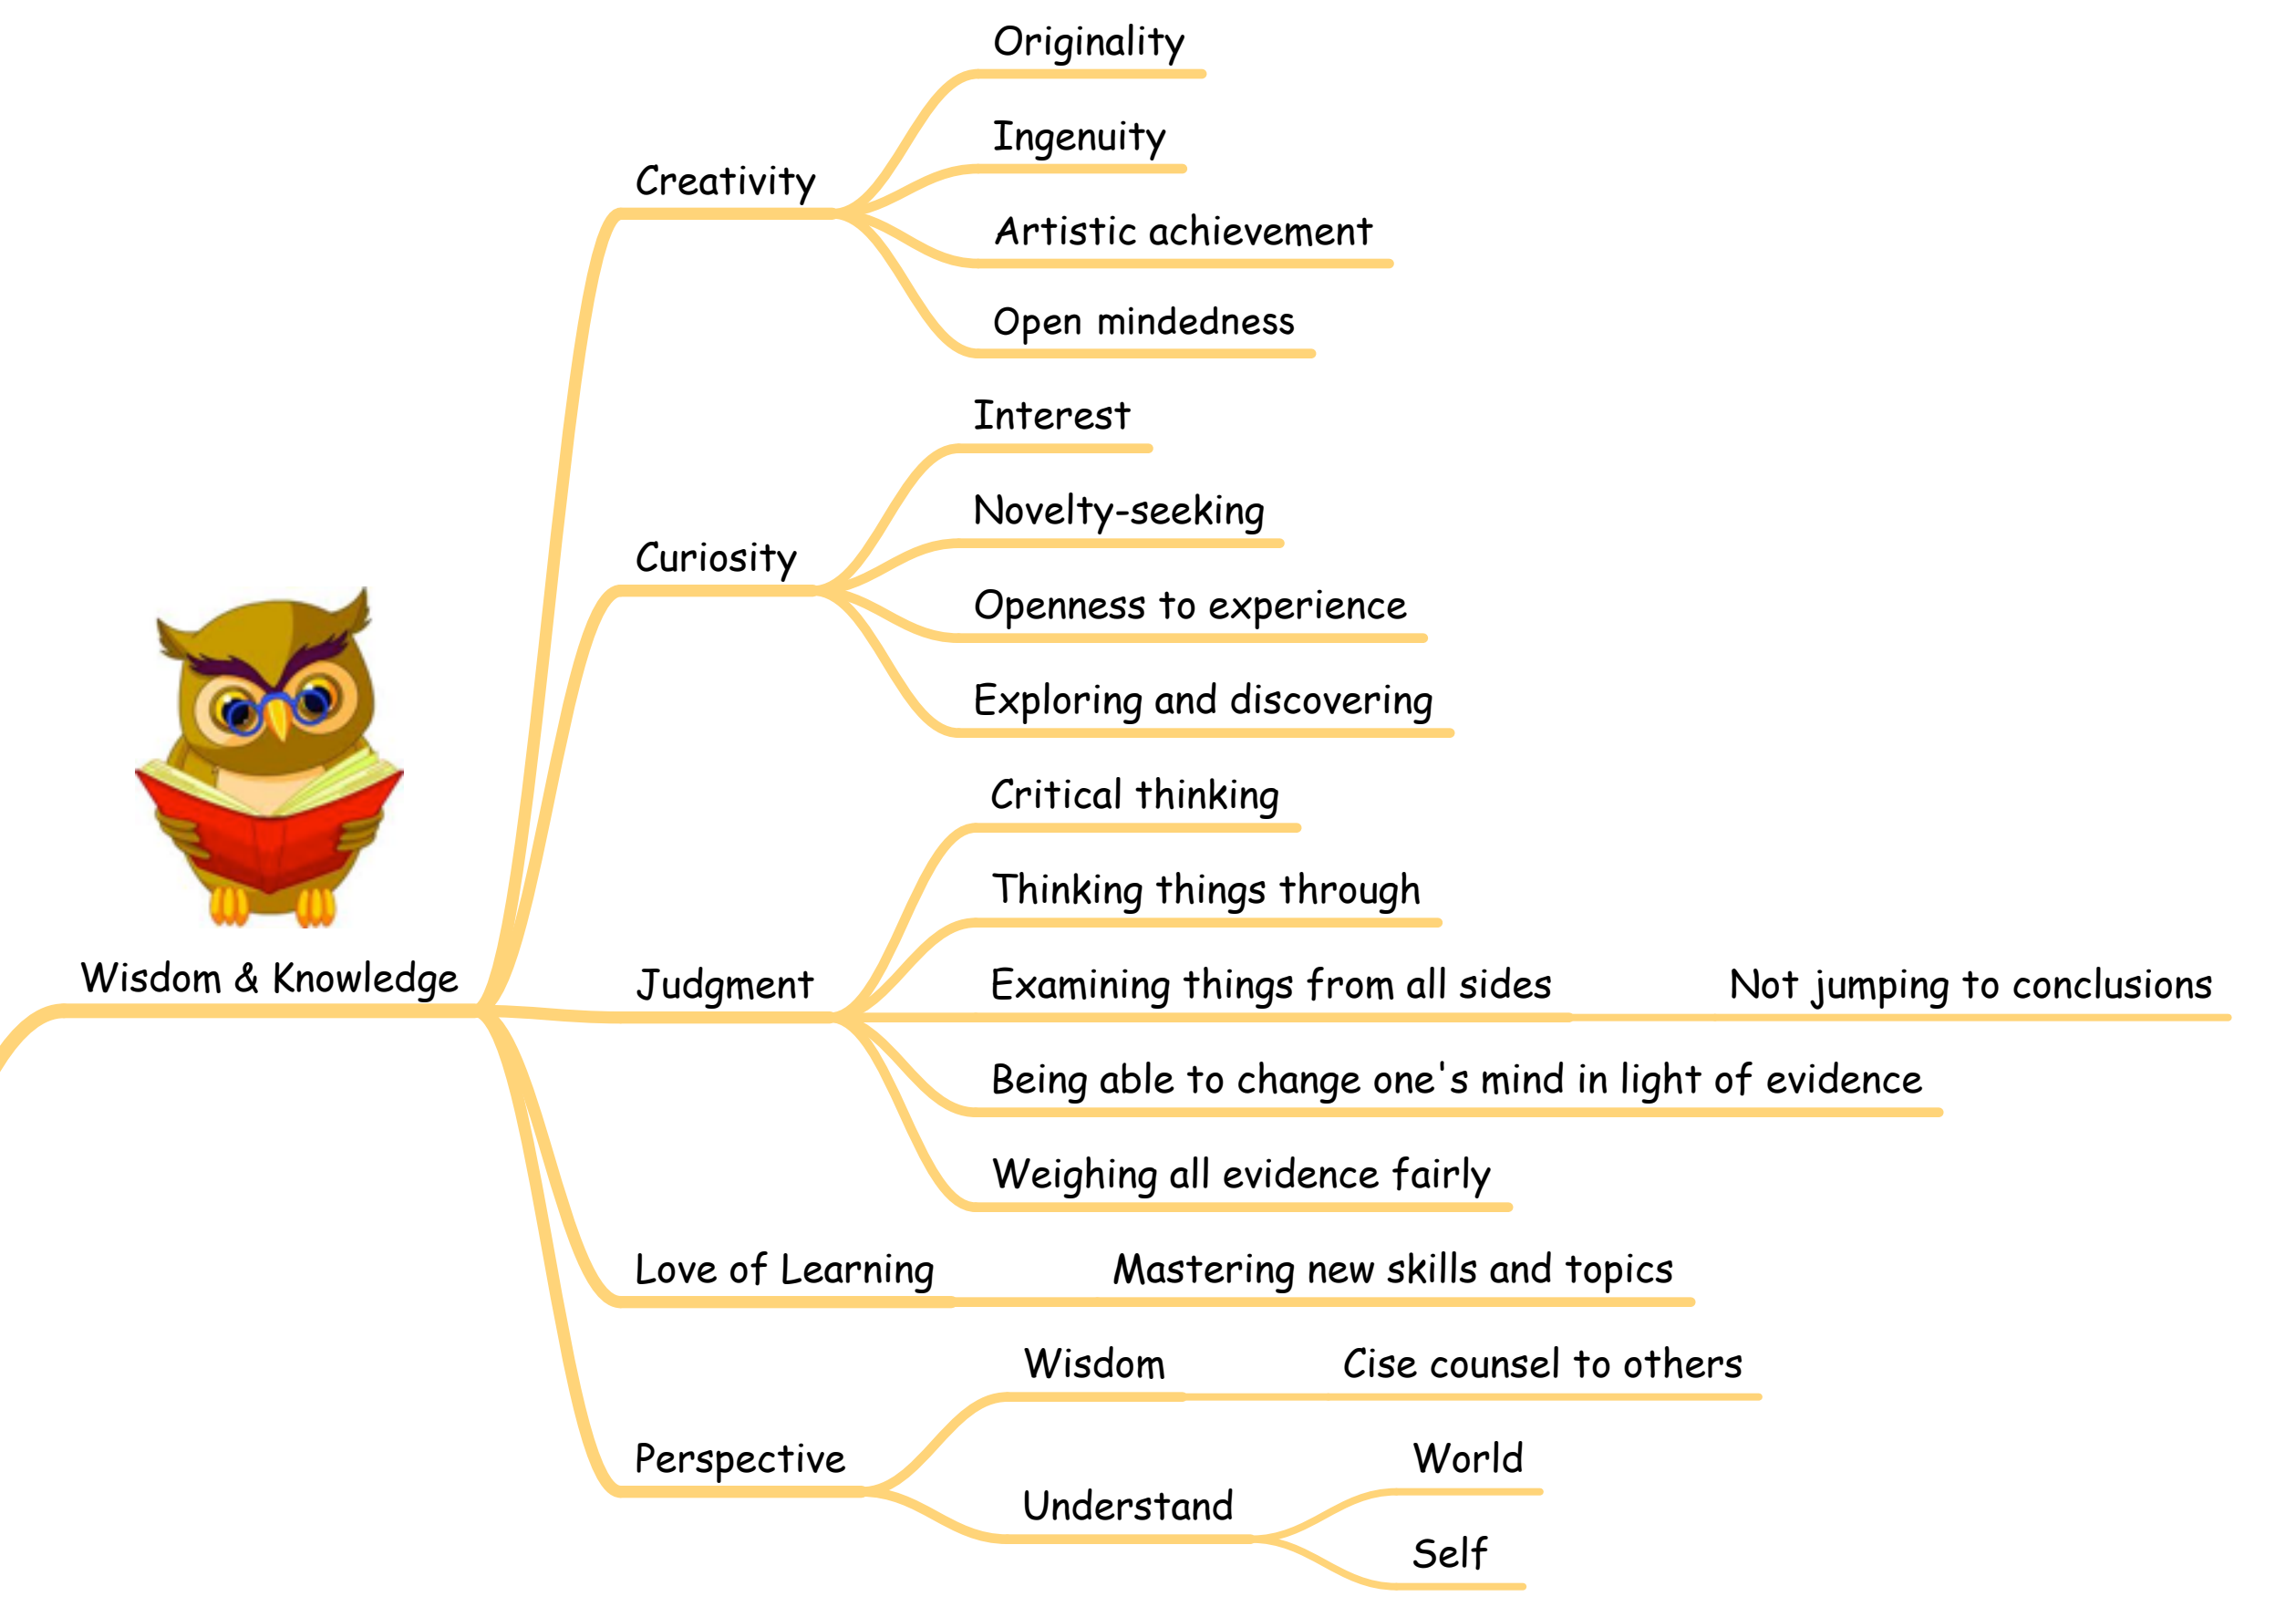 Wisdom & Knowledge
Creativity
Originality
Ingenuity
Artistic achievement
Open mindedness
Curiosity
Interest
Novelty-seeking
Openness to experience
Exploring and discovering
Judgment
Critical thinking
Thinking things through
Examining things from all sides
Not jumping to conclusions
Being able to change one's mind in light of evidence
Weighing all evidence fairly
Love of Learning
Mastering new skills and topics
Perspective
Wisdom
Cise counsel to others
Understand
World
Self